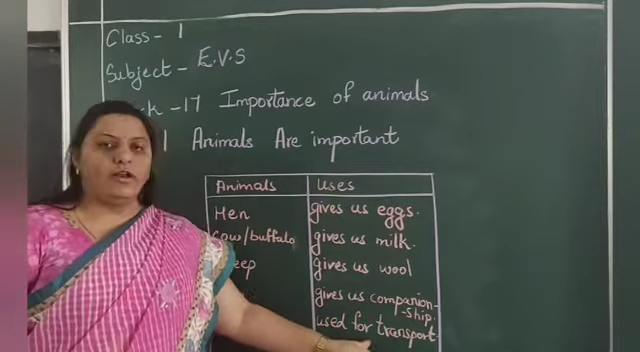 Class- 1
Subject - E.V.S
-17 Importance of animals
1 Animals Are important
Animals Uses
Hen gives us eggs.
Cow/buffalo gives us milk.
gives us wool
gives us companion-
-ship.
used for transport.